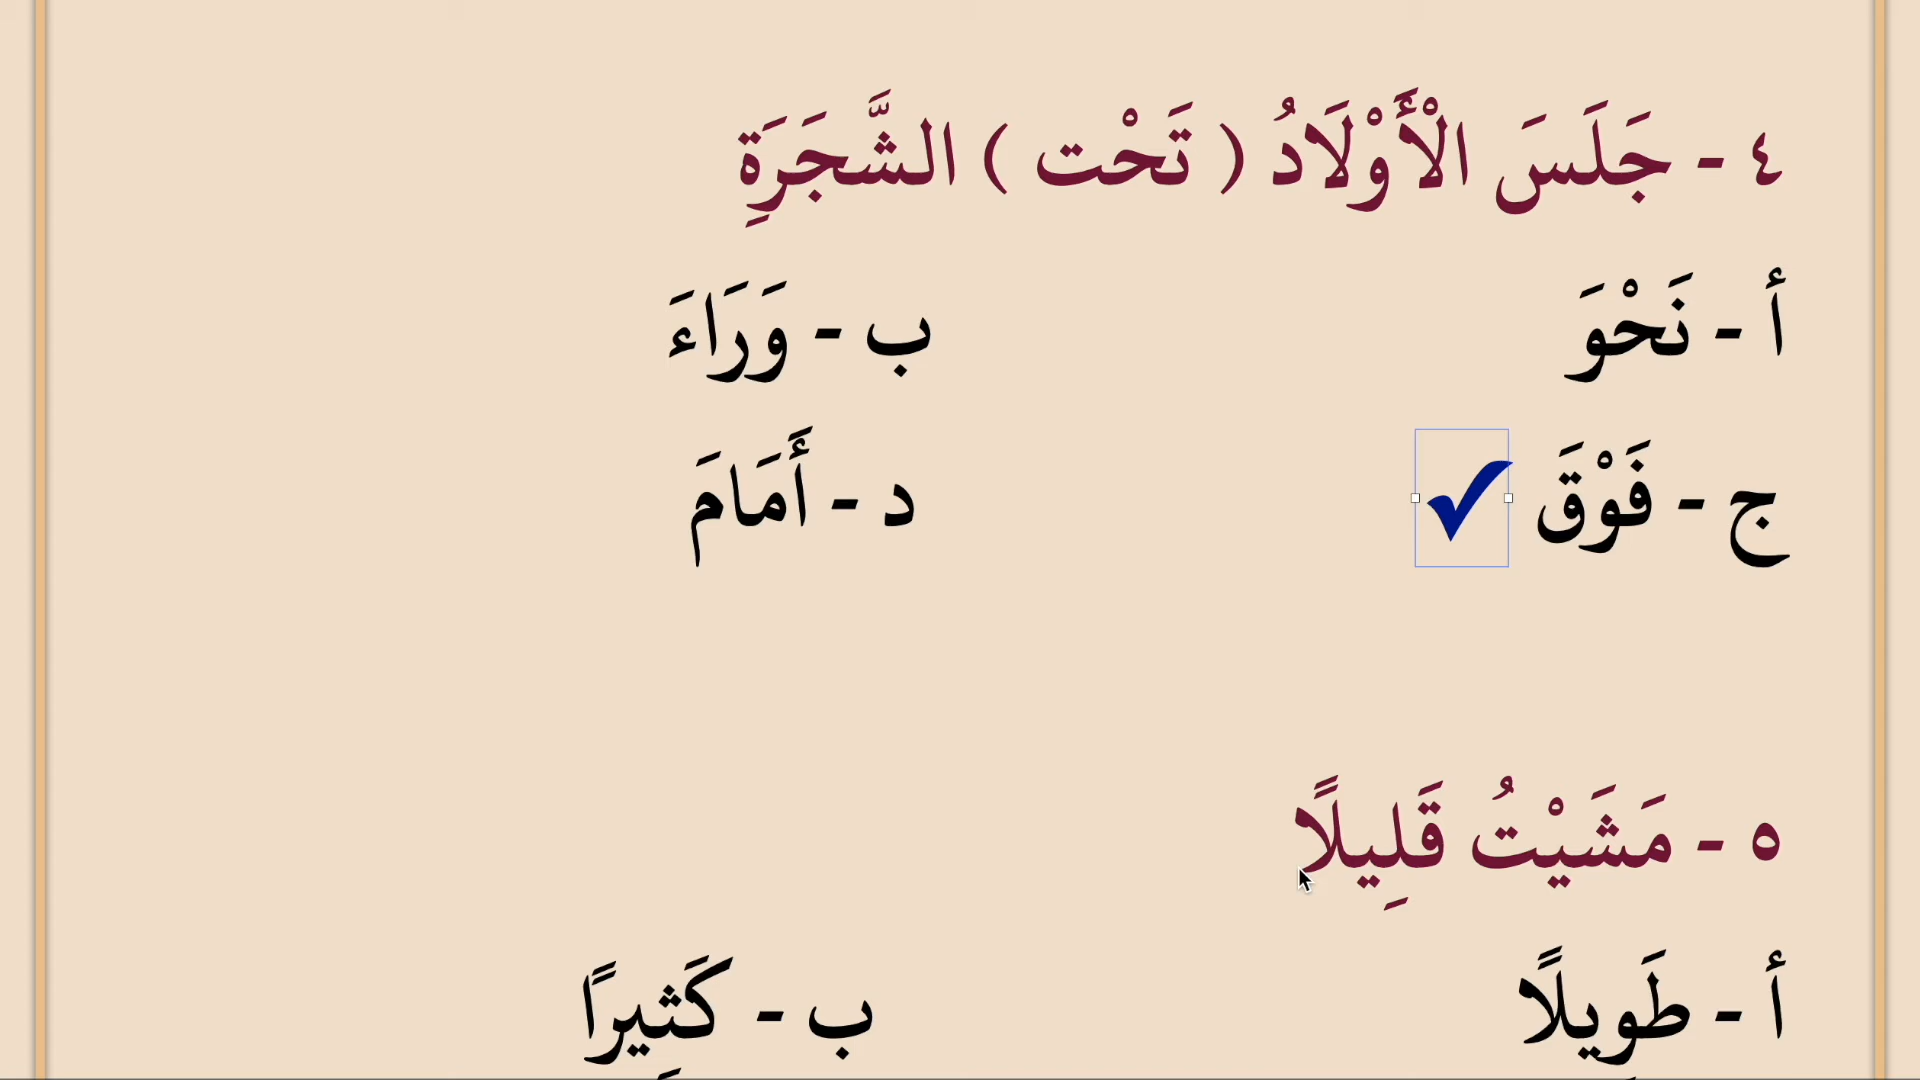 ٤ - جَلَسَ الْأَوْلَادُ ( تَحْت ) الشَّجَرَةِ
أ - نَحْوَ ب - وَرَاءَ
ج - فَوْقَ ✓ د - أَمَامَ
٥ - مَشَيْتُ قَلِيلًا
أ - طَوِيلًا ب - كَثِيرًا